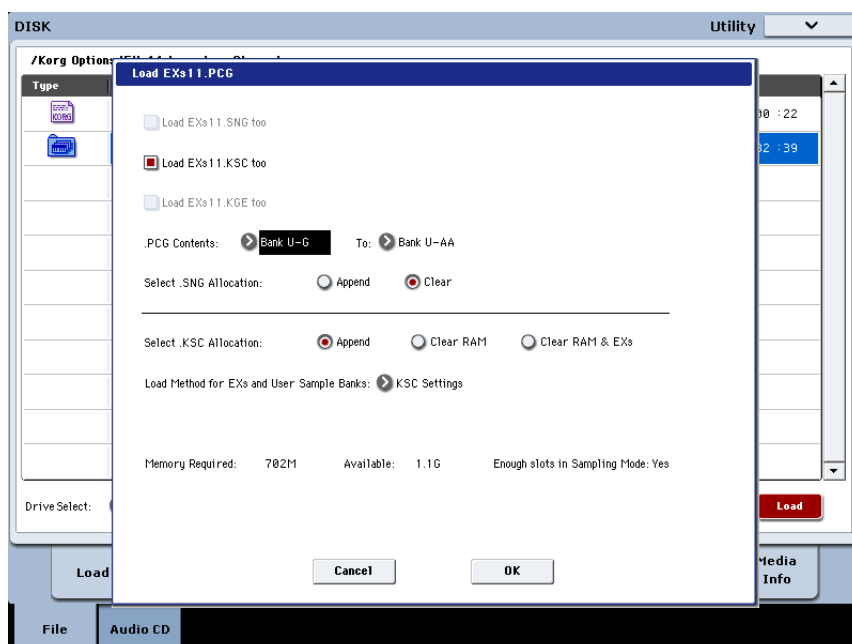 DISK Utility
/Korg Option
Load EXs11.PCG
Type
KORG
Load EXs11.SNG too
:22
Load EXs11.KSC too
:39
Load EXs11.KGE too
.PCG Contents: Bank U-G To: Bank U-AA
Select .SNG Allocation: Append Clear
Select .KSC Allocation: Append Clear RAM Clear RAM & EXs
Load Method for EXs and User Sample Banks: KSC Settings
Memory Required: 702M Available: 1.1G Enough slots in Sampling Mode: Yes
Drive Select: Load
Cancel OK
Load Media
Info
File Audio CD